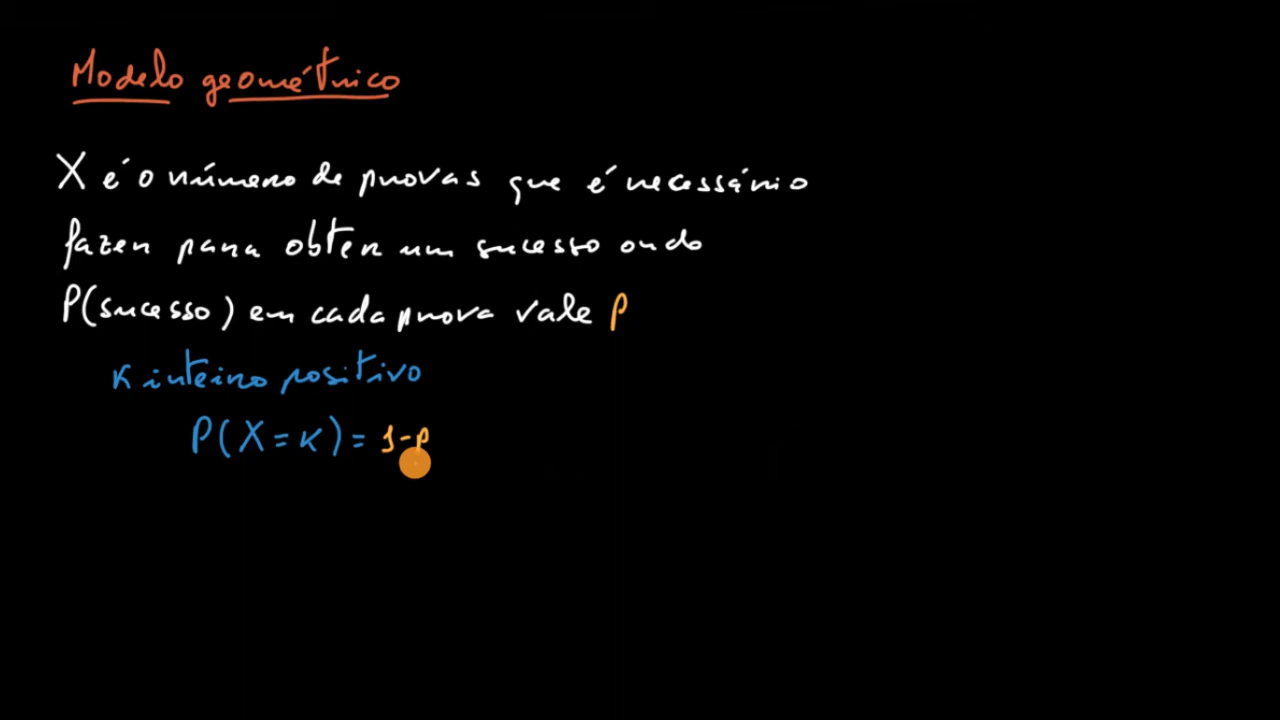 Modelo geométrico
X é o número de provas que é necessário
fazer para obter um sucesso ondo
P(sucesso) em cada prova vale p
K inteiro positivo
P(X=K)= 1-p